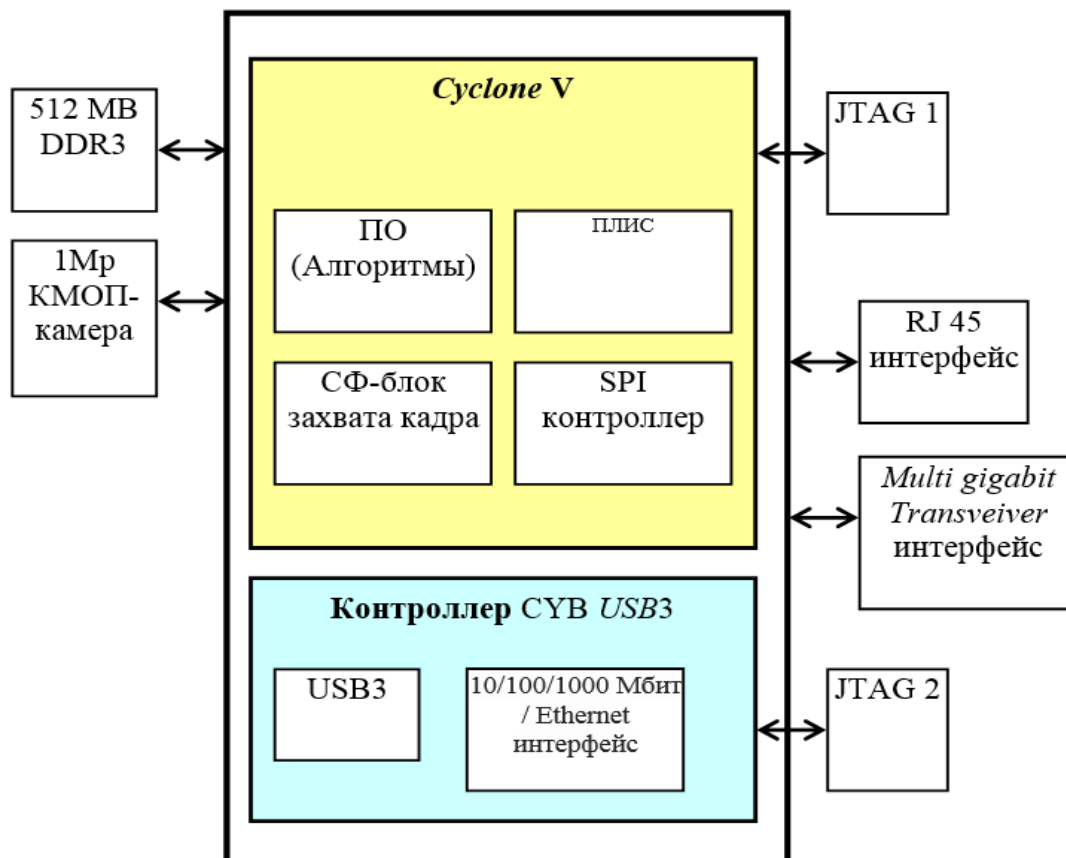 Cyclone V
512 MB
DDR3
JTAG 1
ПО
(Алгоритмы)
ПЛИС
1Мр
КМОП-
камера
RJ 45
интерфейс
СФ-блок
захвата кадра
SPI
контроллер
Multi gigabit
Transveiver
интерфейс
Контроллер CYB USB3
USB3
10/100/1000 Мбит
/ Ethernet
интерфейс
JTAG 2